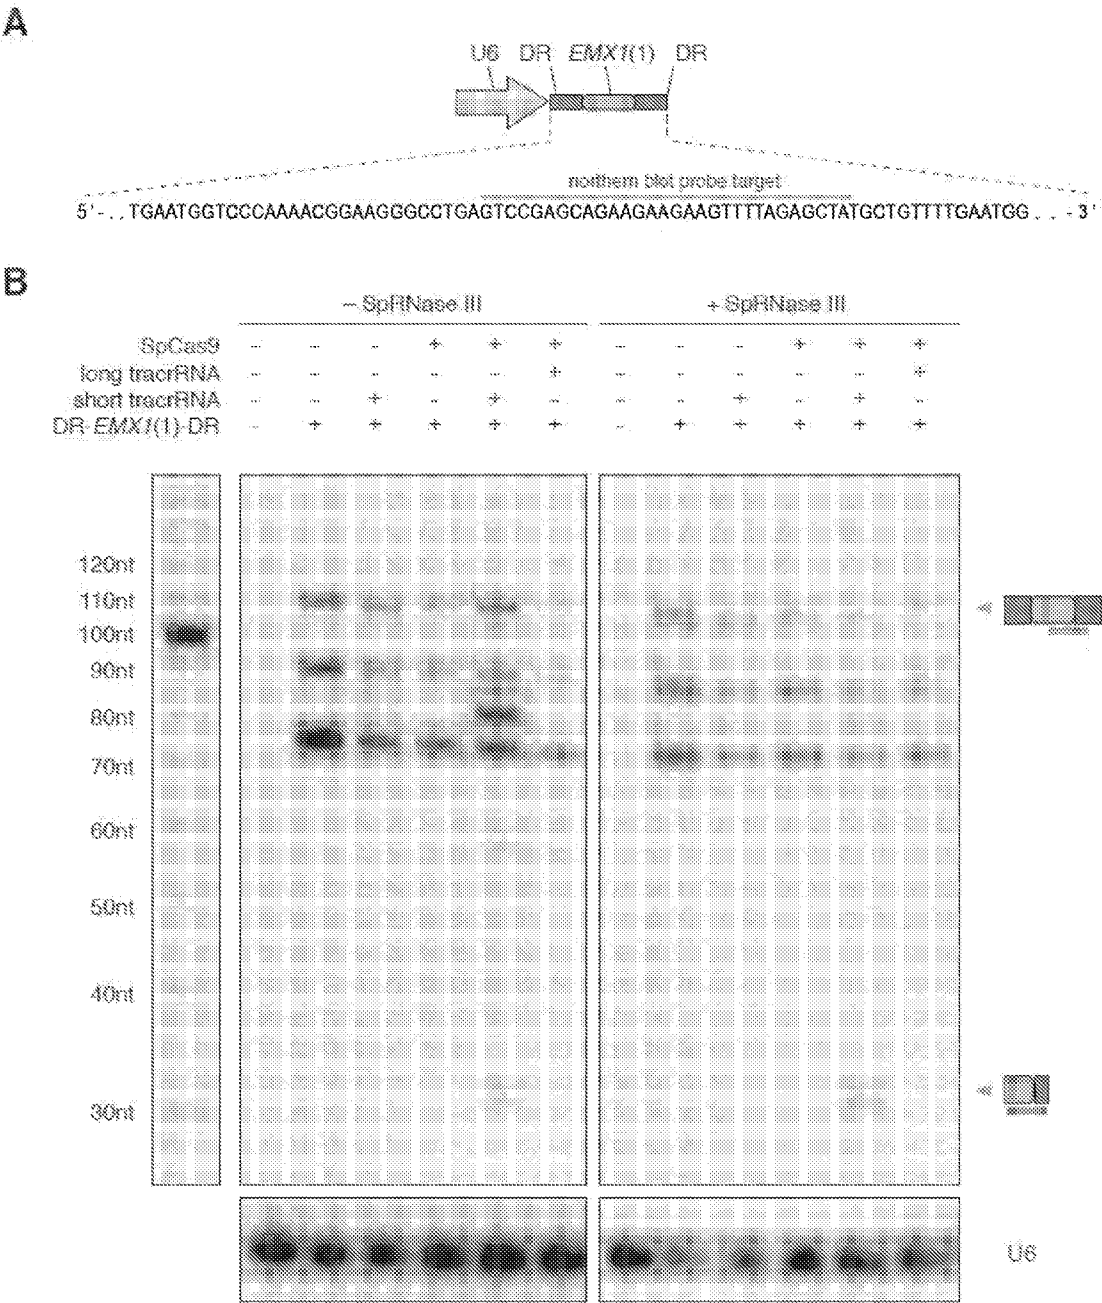 A
U6 DR EMX1(1) DR
northern blot probe target
5'-..TGAATGGTCCCAAAACGGAAGGGCCTGAGTCCGAGCAGAAGAAGAAGTTTTAGAGCTATGCTGTTTTGAATGG...-3'
B
– SpRNase III + SpRNase III
SpCas9 - - - + + + - - - + + +
long tracrRNA - - - - - + - - - - - +
short tracrRNA - - + - + - - - + - + -
DR-EMX1(1)-DR - + + + + + - + + + + +
120nt
110nt
100nt
90nt
80nt
70nt
60nt
50nt
40nt
30nt
U6